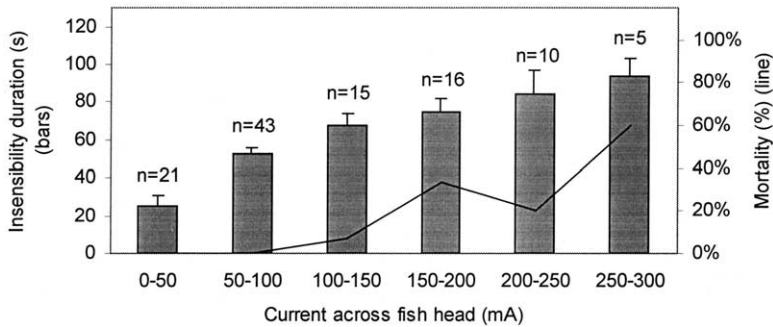 120
100
80
60
40
20
0
Insensibility duration (s)
(bars)
n=21
n=43
n=15
n=16
n=10
n=5
100%
80%
60%
40%
20%
0%
Mortality (%) (line)
0-50
50-100
100-150
150-200
200-250
250-300
Current across fish head (mA)